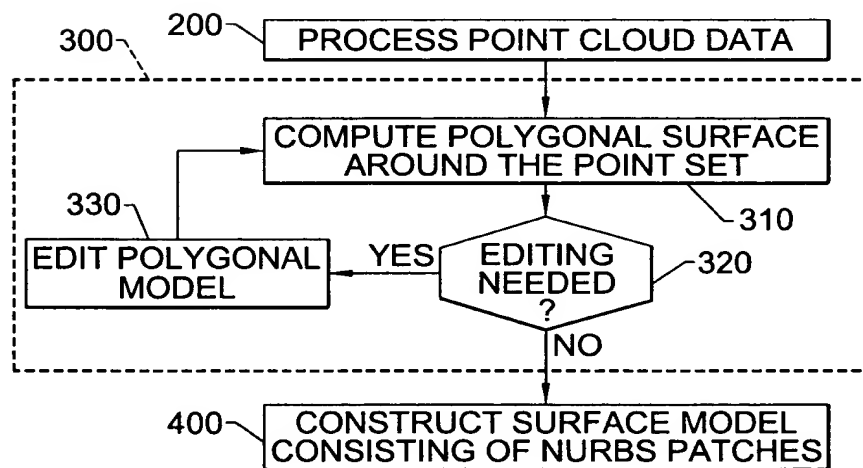 300
200
PROCESS POINT CLOUD DATA
COMPUTE POLYGONAL SURFACE
AROUND THE POINT SET
310
330
EDIT POLYGONAL
MODEL
YES
EDITING
NEEDED
?
320
NO
400
CONSTRUCT SURFACE MODEL
CONSISTING OF NURBS PATCHES